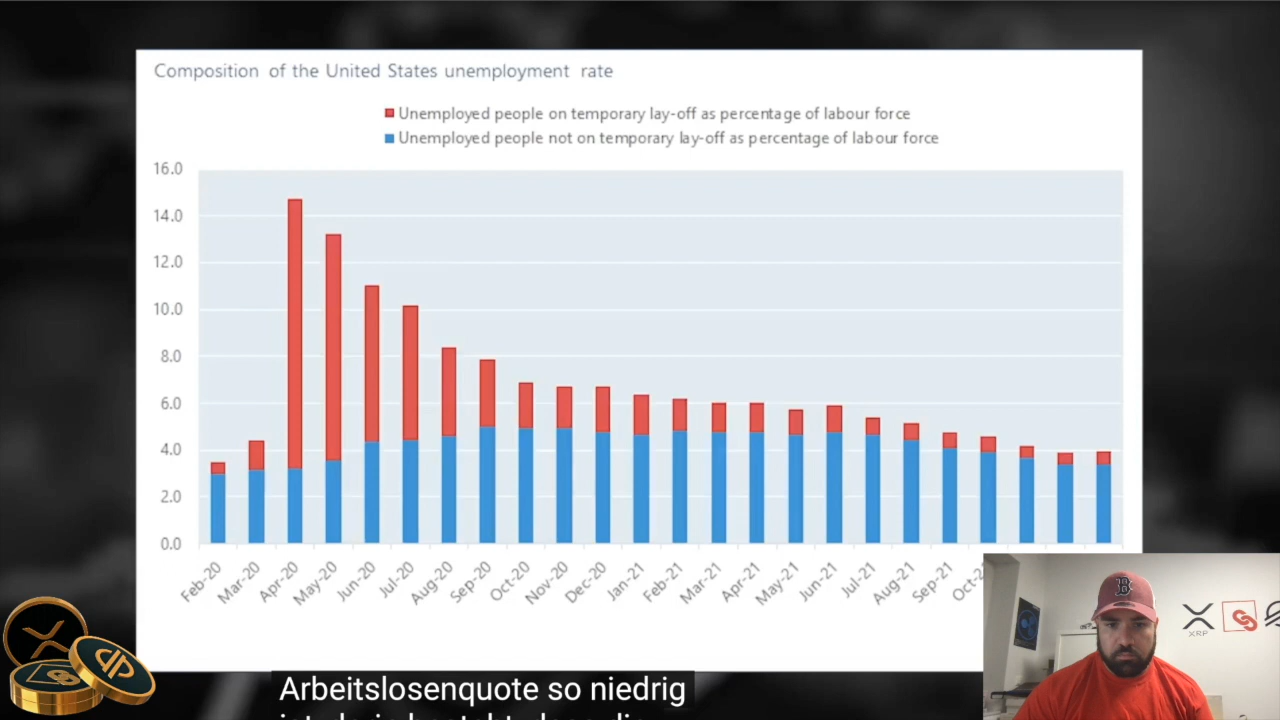 Composition of the United States unemployment rate
Unemployed people on temporary lay-off as percentage of labour force
Unemployed people not on temporary lay-off as percentage of labour force
16.0
14.0
12.0
10.0
8.0
6.0
4.0
2.0
0.0
Feb-20 Mar-20 Apr-20 May-20 Jun-20 Jul-20 Aug-20 Sep-20 Oct-20 Nov-20 Dec-20 Jan-21 Feb-21 Mar-21 Apr-21 May-21 Jun-21 Jul-21 Aug-21 Sep-21 Oct-
B
XRP
Arbeitslosenquote so niedrig